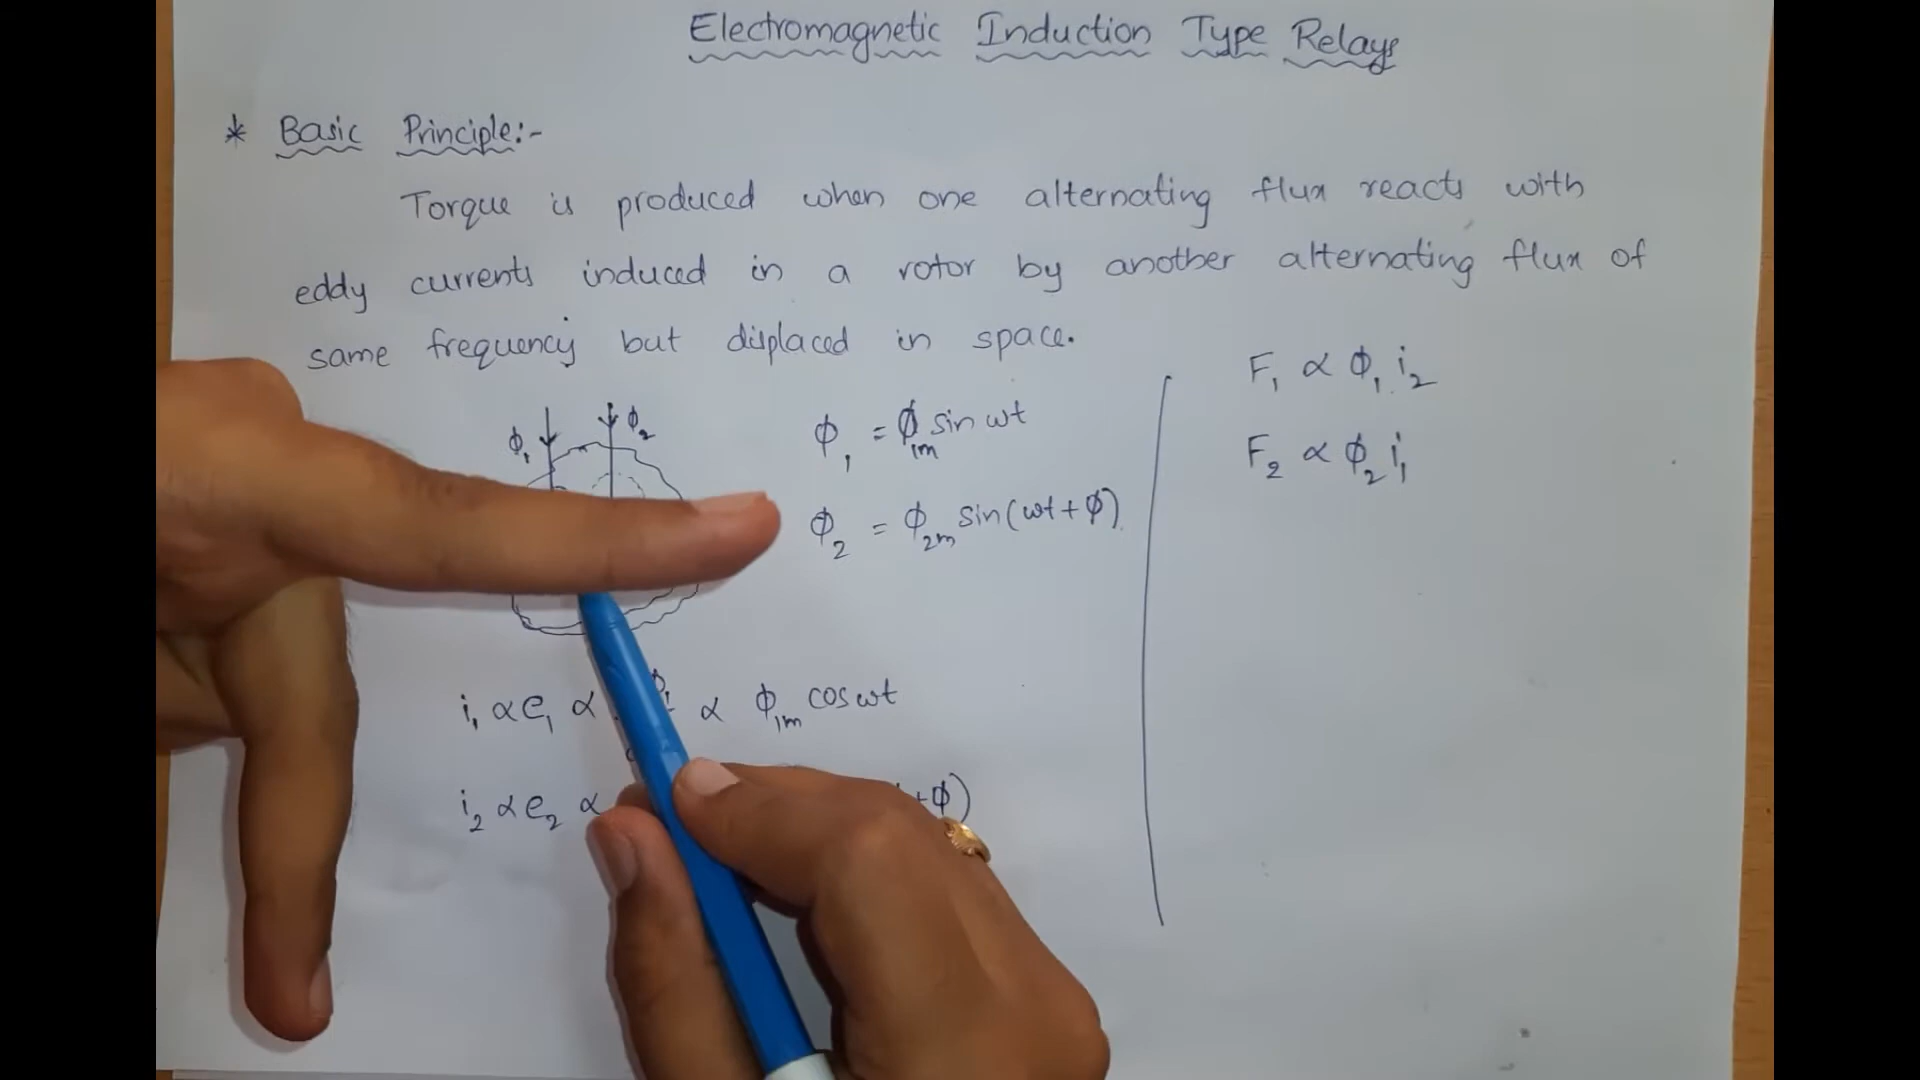 Electromagnetic Induction Type Relays
* Basic Principle:-
Torque is produced when one alternating flux reacts with
eddy currents induced in a rotor by another alternating flux of
same frequency but displaced in space.
ϕ₁ ϕ₂
ϕ₁ = ϕ₁ₘ sin ωt
ϕ₂ = ϕ₂ₘ sin(ωt + ϕ)
i₁ ∝ e₁ ∝ ∝ ϕ₁ₘ cos ωt
i₂ ∝ e₂ ∝ +ϕ)
F₁ ∝ ϕ₁ i₂
F₂ ∝ ϕ₂ i₁